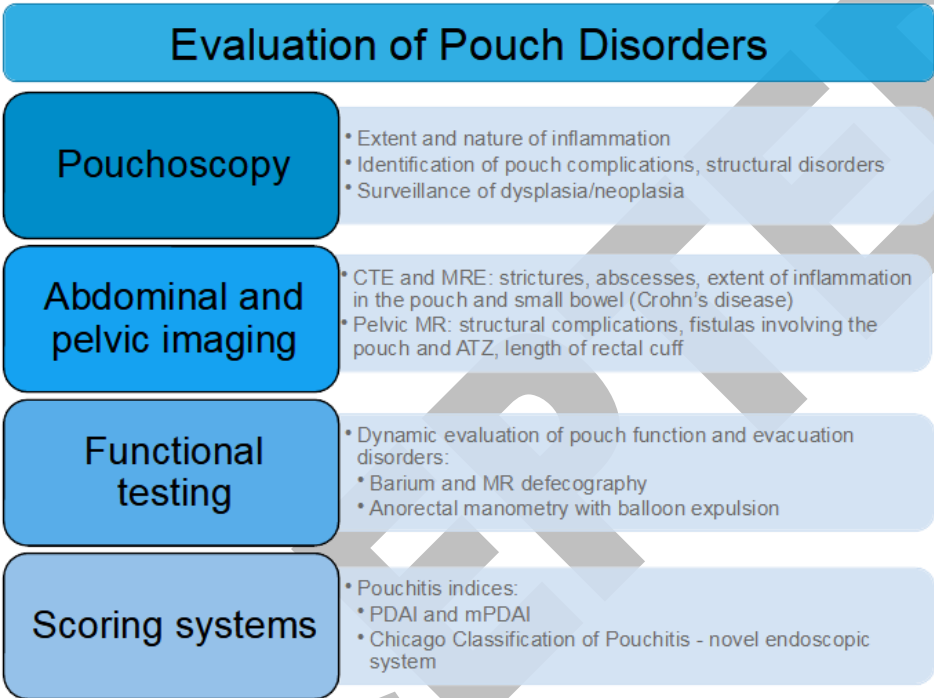 Evaluation of Pouch Disorders
Pouchoscopy
• Extent and nature of inflammation
• Identification of pouch complications, structural disorders
• Surveillance of dysplasia/neoplasia
Abdominal and
pelvic imaging
• CTE and MRE: strictures, abscesses, extent of inflammation
in the pouch and small bowel (Crohn's disease)
• Pelvic MR: structural complications, fistulas involving the
pouch and ATZ, length of rectal cuff
Functional
testing
• Dynamic evaluation of pouch function and evacuation
disorders:
• Barium and MR defecography
• Anorectal manometry with balloon expulsion
Scoring systems
• Pouchitis indices:
• PDAI and mPDAI
• Chicago Classification of Pouchitis - novel endoscopic
system